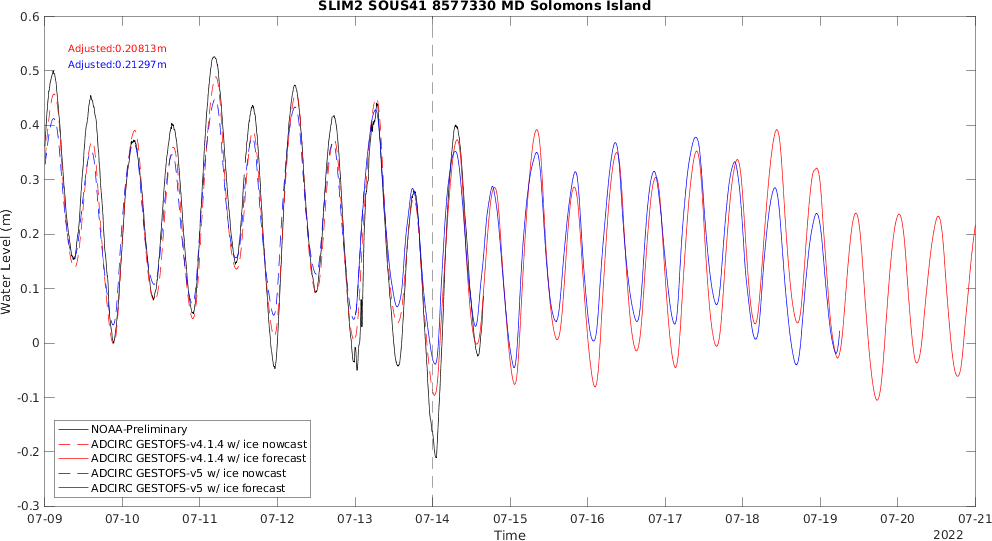 SLIM2 SOUS41 8577330 MD Solomons Island
0.6
0.5
0.4
0.3
0.2
0.1
0
-0.1
-0.2
-0.3
Water Level (m)
Adjusted:0.20813m
Adjusted:0.21297m
NOAA-Preliminary
ADCIRC GESTOFS-v4.1.4 w/ ice nowcast
ADCIRC GESTOFS-v4.1.4 w/ ice forecast
ADCIRC GESTOFS-v5 w/ ice nowcast
ADCIRC GESTOFS-v5 w/ ice forecast
07-09 07-10 07-11 07-12 07-13 07-14 07-15 07-16 07-17 07-18 07-19 07-20 07-21
Time
2022